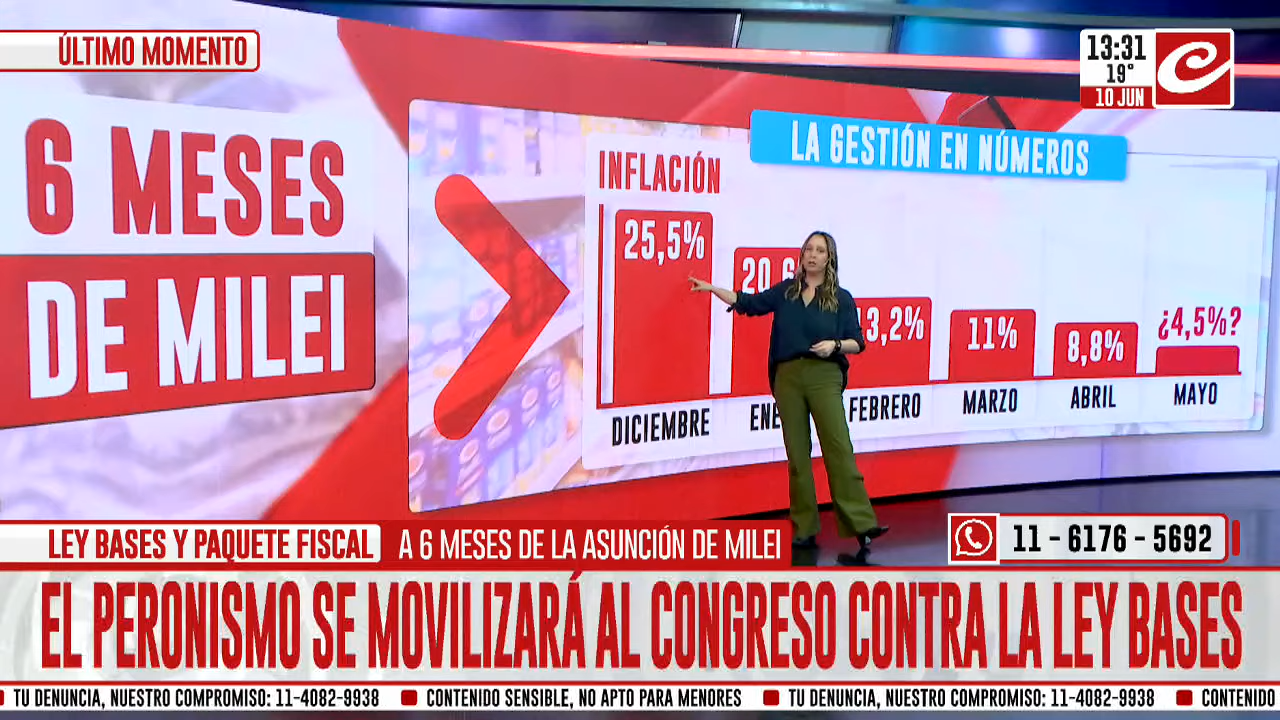 ÚLTIMO MOMENTO
13:31
19°
10 JUN
6 MESES
DE MILEI
LA GESTIÓN EN NÚMEROS
INFLACIÓN
25,5%
20,6
13,2%
11%
8,8%
¿4,5%?
DICIEMBRE
ENE
FEBRERO
MARZO
ABRIL
MAYO
LEY BASES Y PAQUETE FISCAL
A 6 MESES DE LA ASUNCIÓN DE MILEI
11 - 6176 - 5692
EL PERONISMO SE MOVILIZARÁ AL CONGRESO CONTRA LA LEY BASES
TU DENUNCIA, NUESTRO COMPROMISO: 11-4082-9938 CONTENIDO SENSIBLE, NO APTO PARA MENORES TU DENUNCIA, NUESTRO COMPROMISO: 11-4082-9938 CONTENIDO